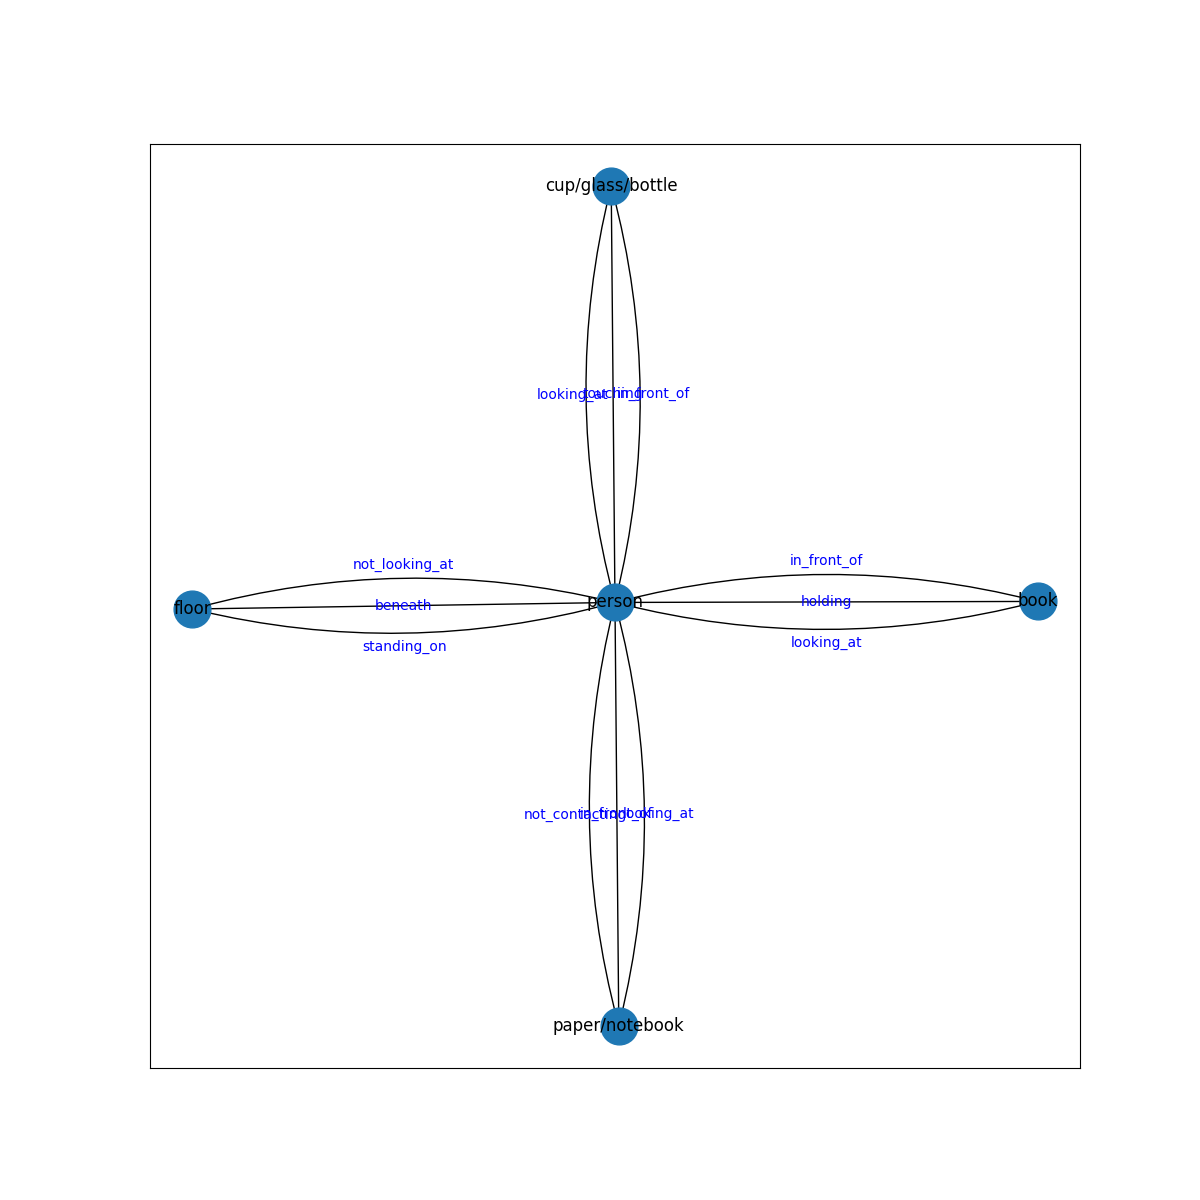 cup/glass/bottle
looking_at
touching
in_front_of
not_looking_at
in_front_of
beneath
floor
person
holding
book
standing_on
looking_at
not_contacting
in_front_of
looking_at
paper/notebook